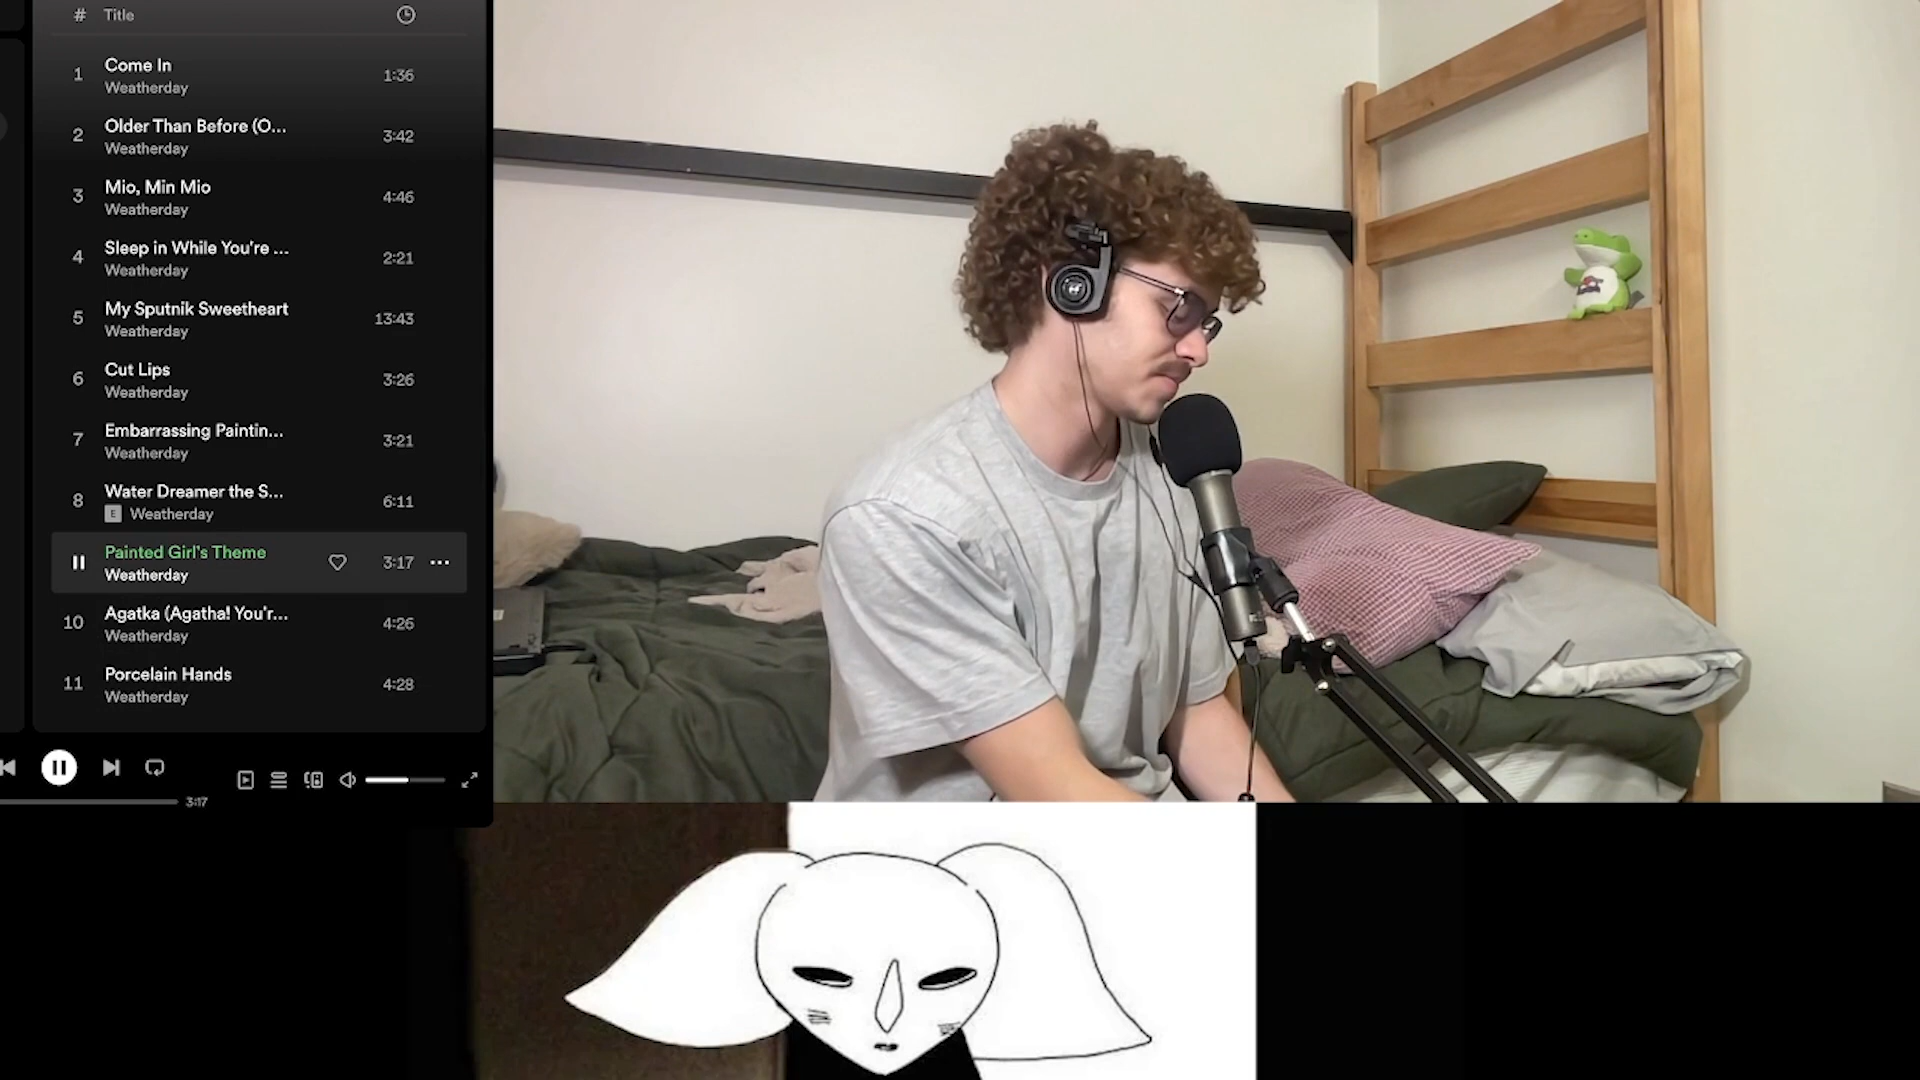 # Title
1 Come In 1:36
Weatherday
2 Older Than Before (O... 3:42
Weatherday
3 Mio, Min Mio 4:46
Weatherday
4 Sleep in While You're ... 2:21
Weatherday
5 My Sputnik Sweetheart 13:43
Weatherday
6 Cut Lips 3:26
Weatherday
7 Embarrassing Paintin... 3:21
Weatherday
8 Water Dreamer the S... 6:11
E Weatherday
Painted Girl's Theme 3:17
Weatherday
10 Agatka (Agatha! You'r... 4:26
Weatherday
11 Porcelain Hands 4:28
Weatherday
3:17